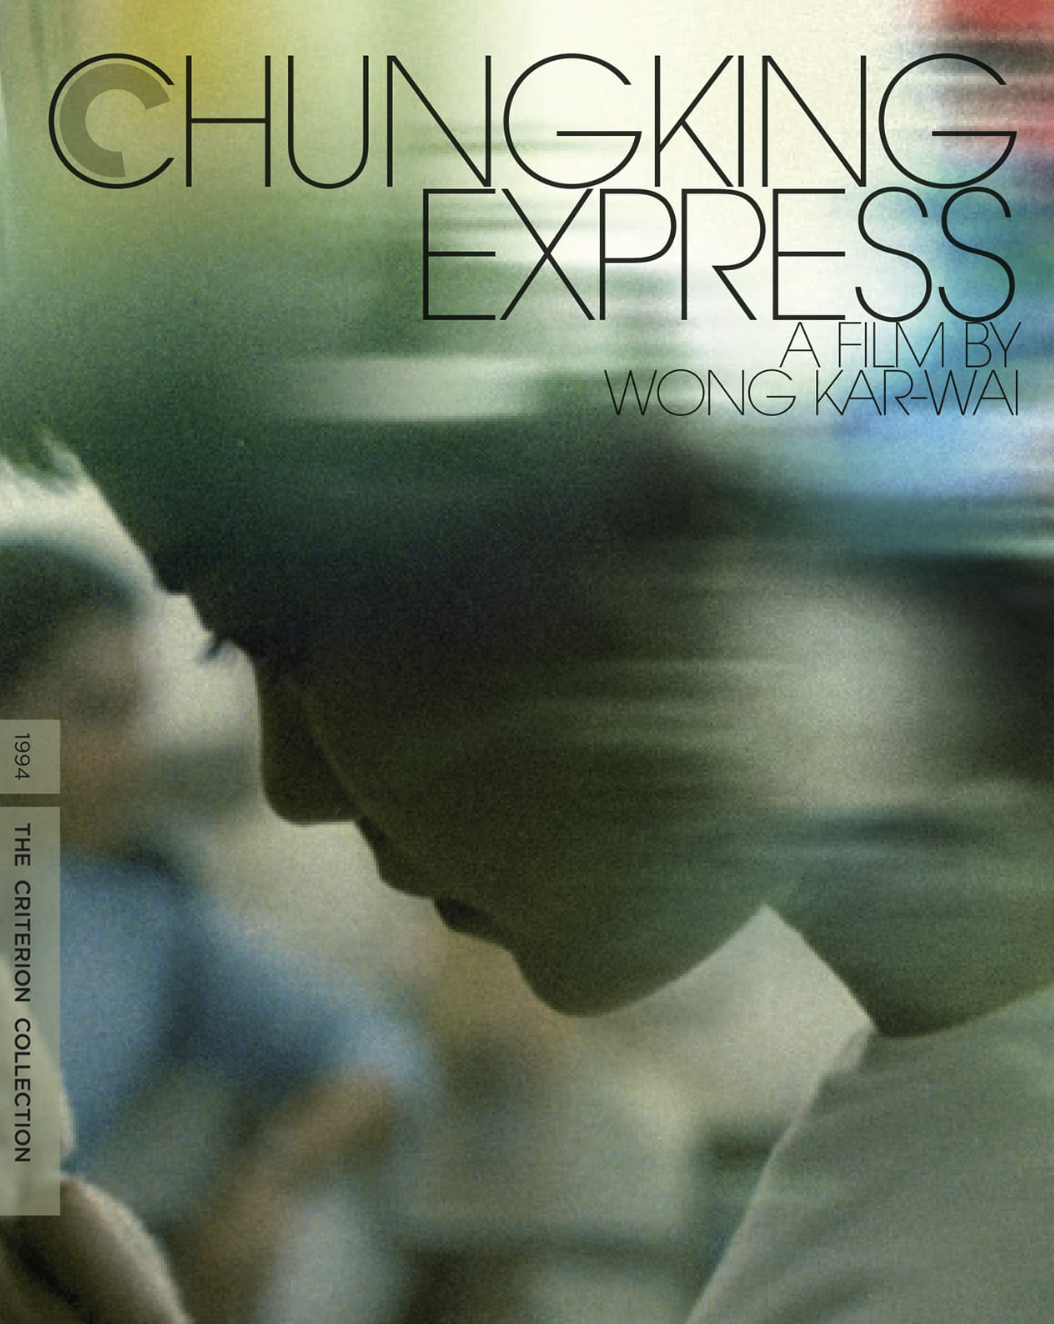 CHUNGKING
EXPRESS
A FILM BY
WONG KAR-WAI
1994
THE CRITERION COLLECTION